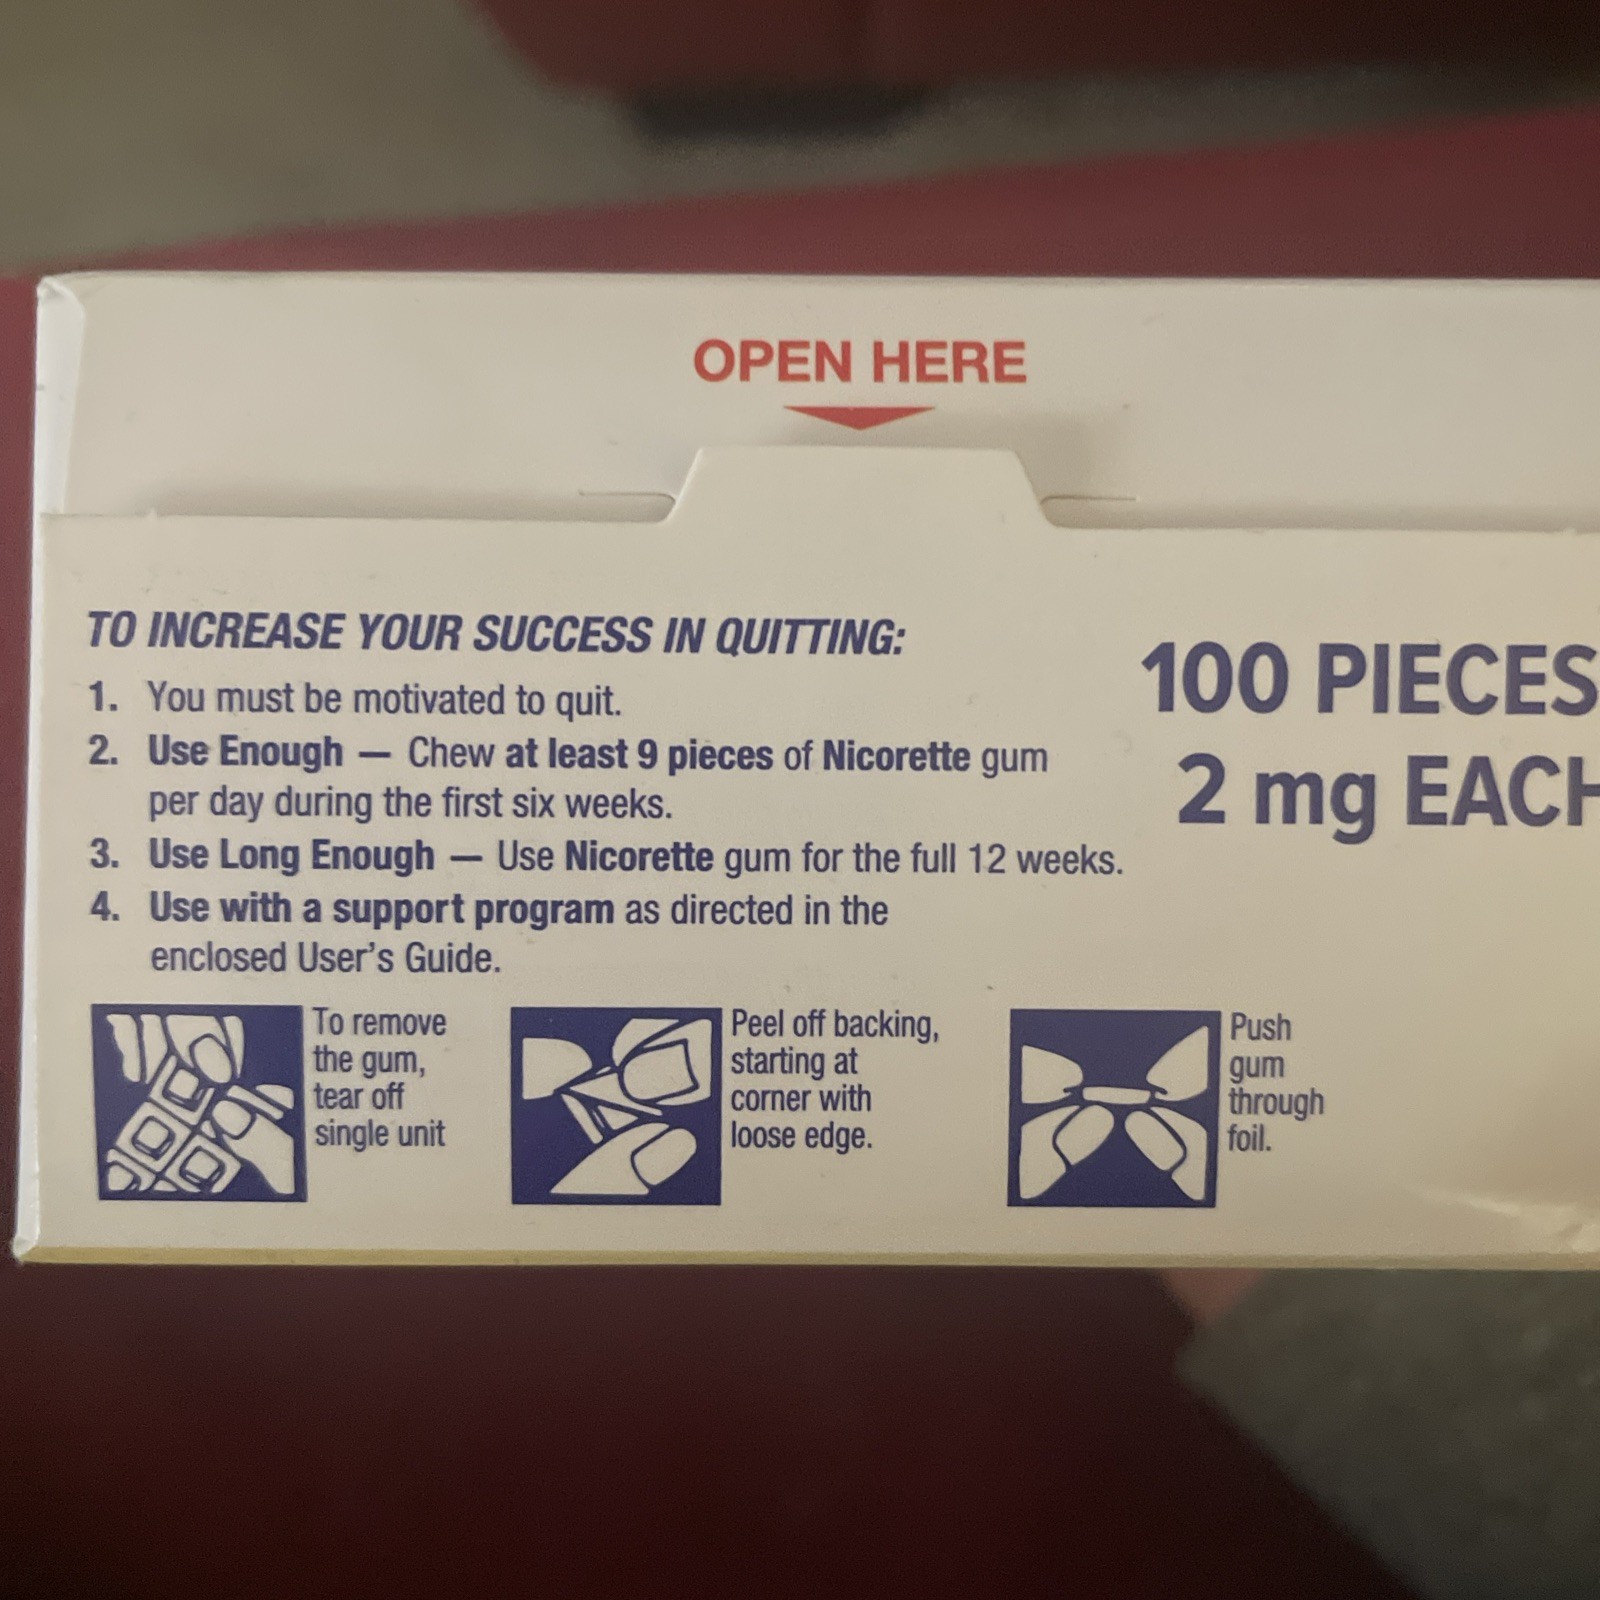 OPEN HERE
TO INCREASE YOUR SUCCESS IN QUITTING:
1. You must be motivated to quit.
2. Use Enough — Chew at least 9 pieces of Nicorette gum
per day during the first six weeks.
3. Use Long Enough — Use Nicorette gum for the full 12 weeks.
4. Use with a support program as directed in the
enclosed User's Guide.
100 PIECES
2 mg EACH
To remove
the gum,
tear off
single unit
Peel off backing,
starting at
corner with
loose edge.
Push
gum
through
foil.